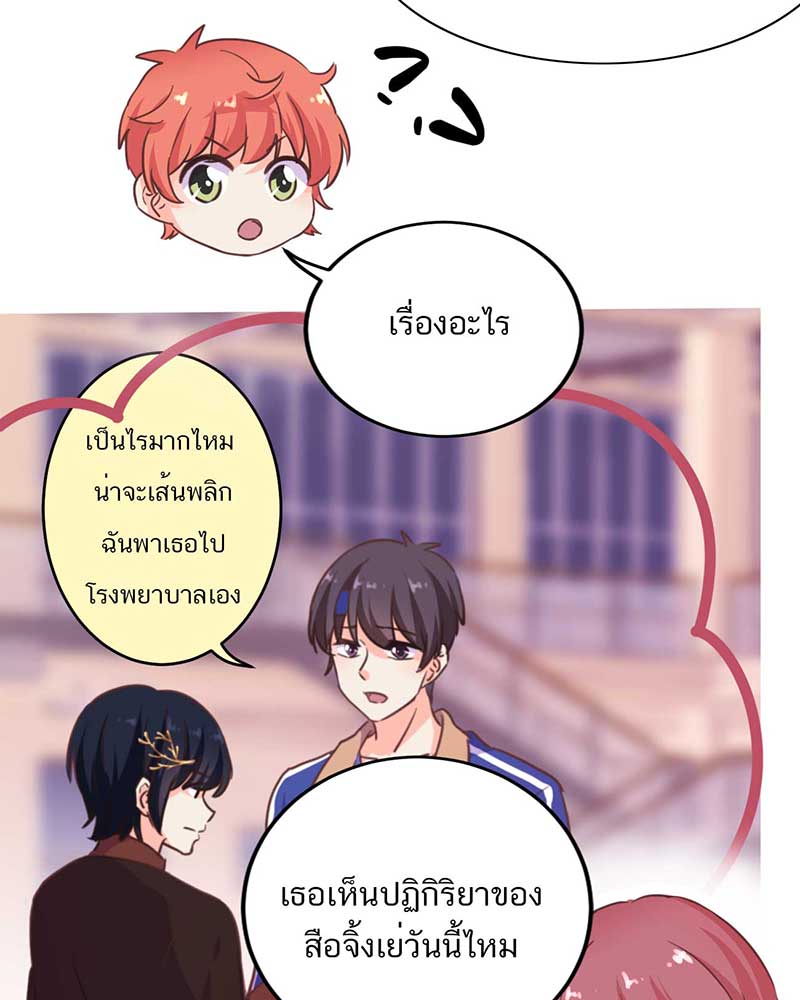 ? ?
เรื่องอะไร
เป็นไรมากไหม
น่าจะเส้นพลิก
ฉันพาเธอไป
โรงพยาบาลเอง
เธอเห็นปฏิกิริยาของ
สือจิ้งเย่วันนี้ไหม